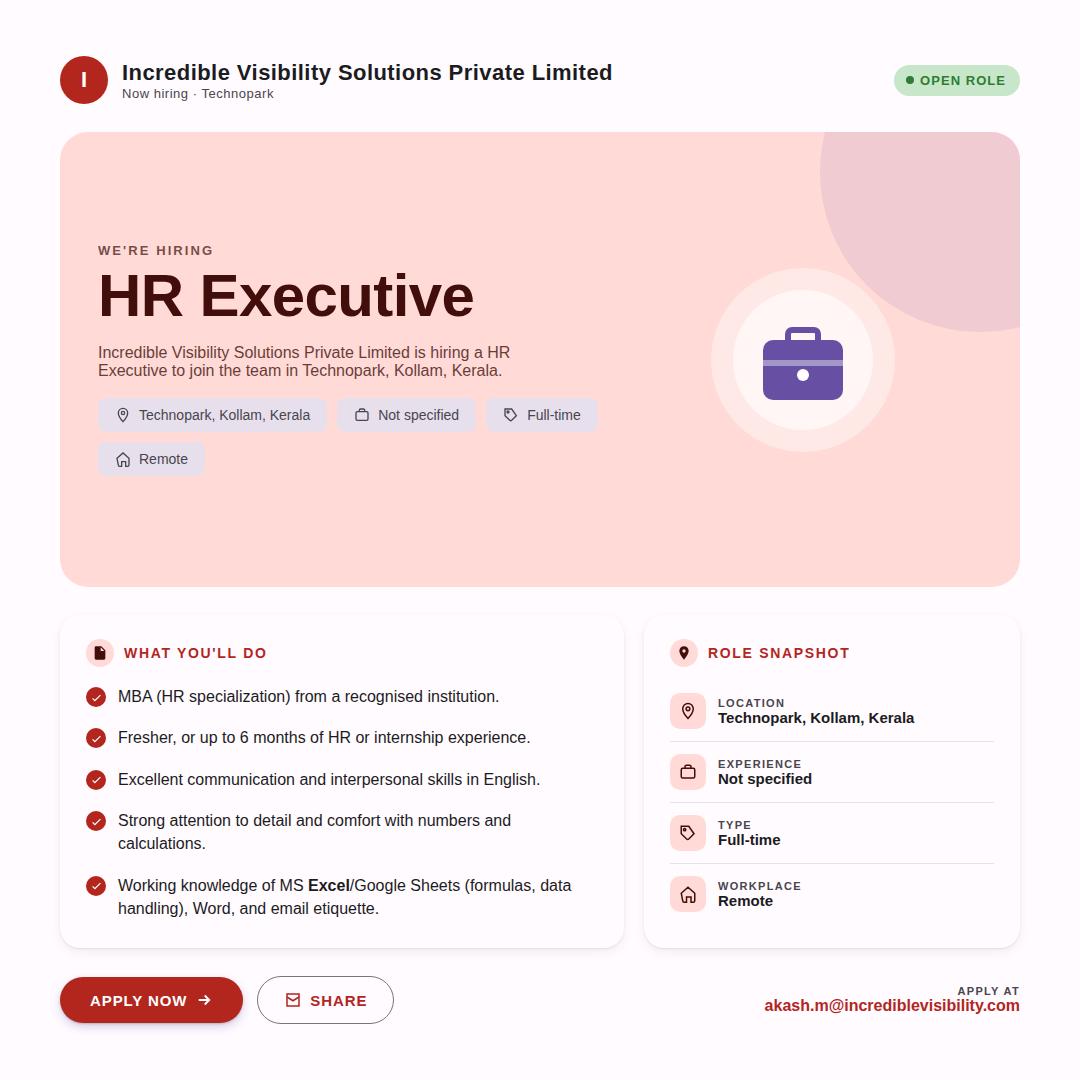 I
Incredible Visibility Solutions Private Limited
Now hiring · Technopark
OPEN ROLE
WE'RE HIRING
HR Executive
Incredible Visibility Solutions Private Limited is hiring a HR
Executive to join the team in Technopark, Kollam, Kerala.
Technopark, Kollam, Kerala
Not specified
Full-time
Remote
WHAT YOU'LL DO
MBA (HR specialization) from a recognised institution.
Fresher, or up to 6 months of HR or internship experience.
Excellent communication and interpersonal skills in English.
Strong attention to detail and comfort with numbers and
calculations.
Working knowledge of MS Excel/Google Sheets (formulas, data
handling), Word, and email etiquette.
ROLE SNAPSHOT
LOCATION
Technopark, Kollam, Kerala
EXPERIENCE
Not specified
TYPE
Full-time
WORKPLACE
Remote
APPLY NOW
SHARE
APPLY AT
akash.m@incrediblevisibility.com